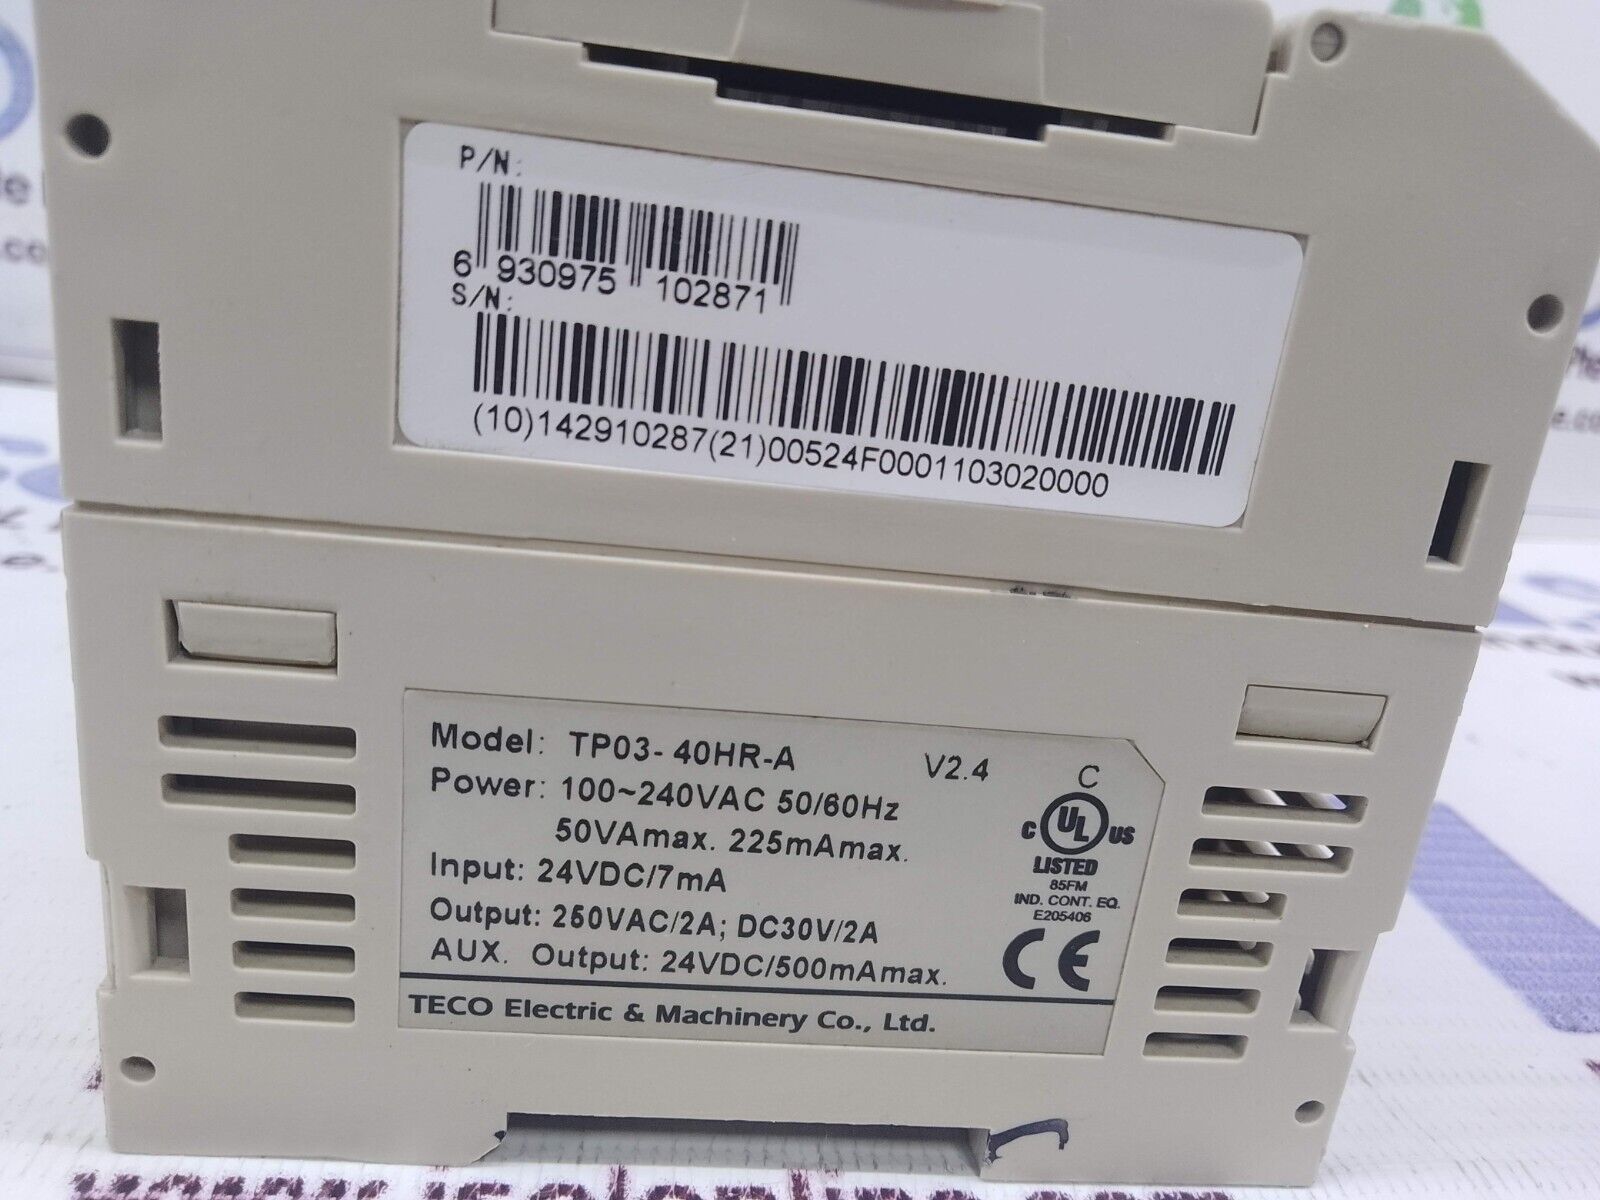 P/N:
6 930975 102871
S/N:
(10)142910287(21)00524F0001103020000
Model: TP03-40HR-A V2.4
Power: 100~240VAC 50/60Hz
50VAmax. 225mAmax.
Input: 24VDC/7mA
Output: 250VAC/2A; DC30V/2A
AUX. Output: 24VDC/500mAmax.
C
C UL US
LISTED
85FM
IND. CONT. EQ.
E205406
CE
TECO Electric & Machinery Co., Ltd.